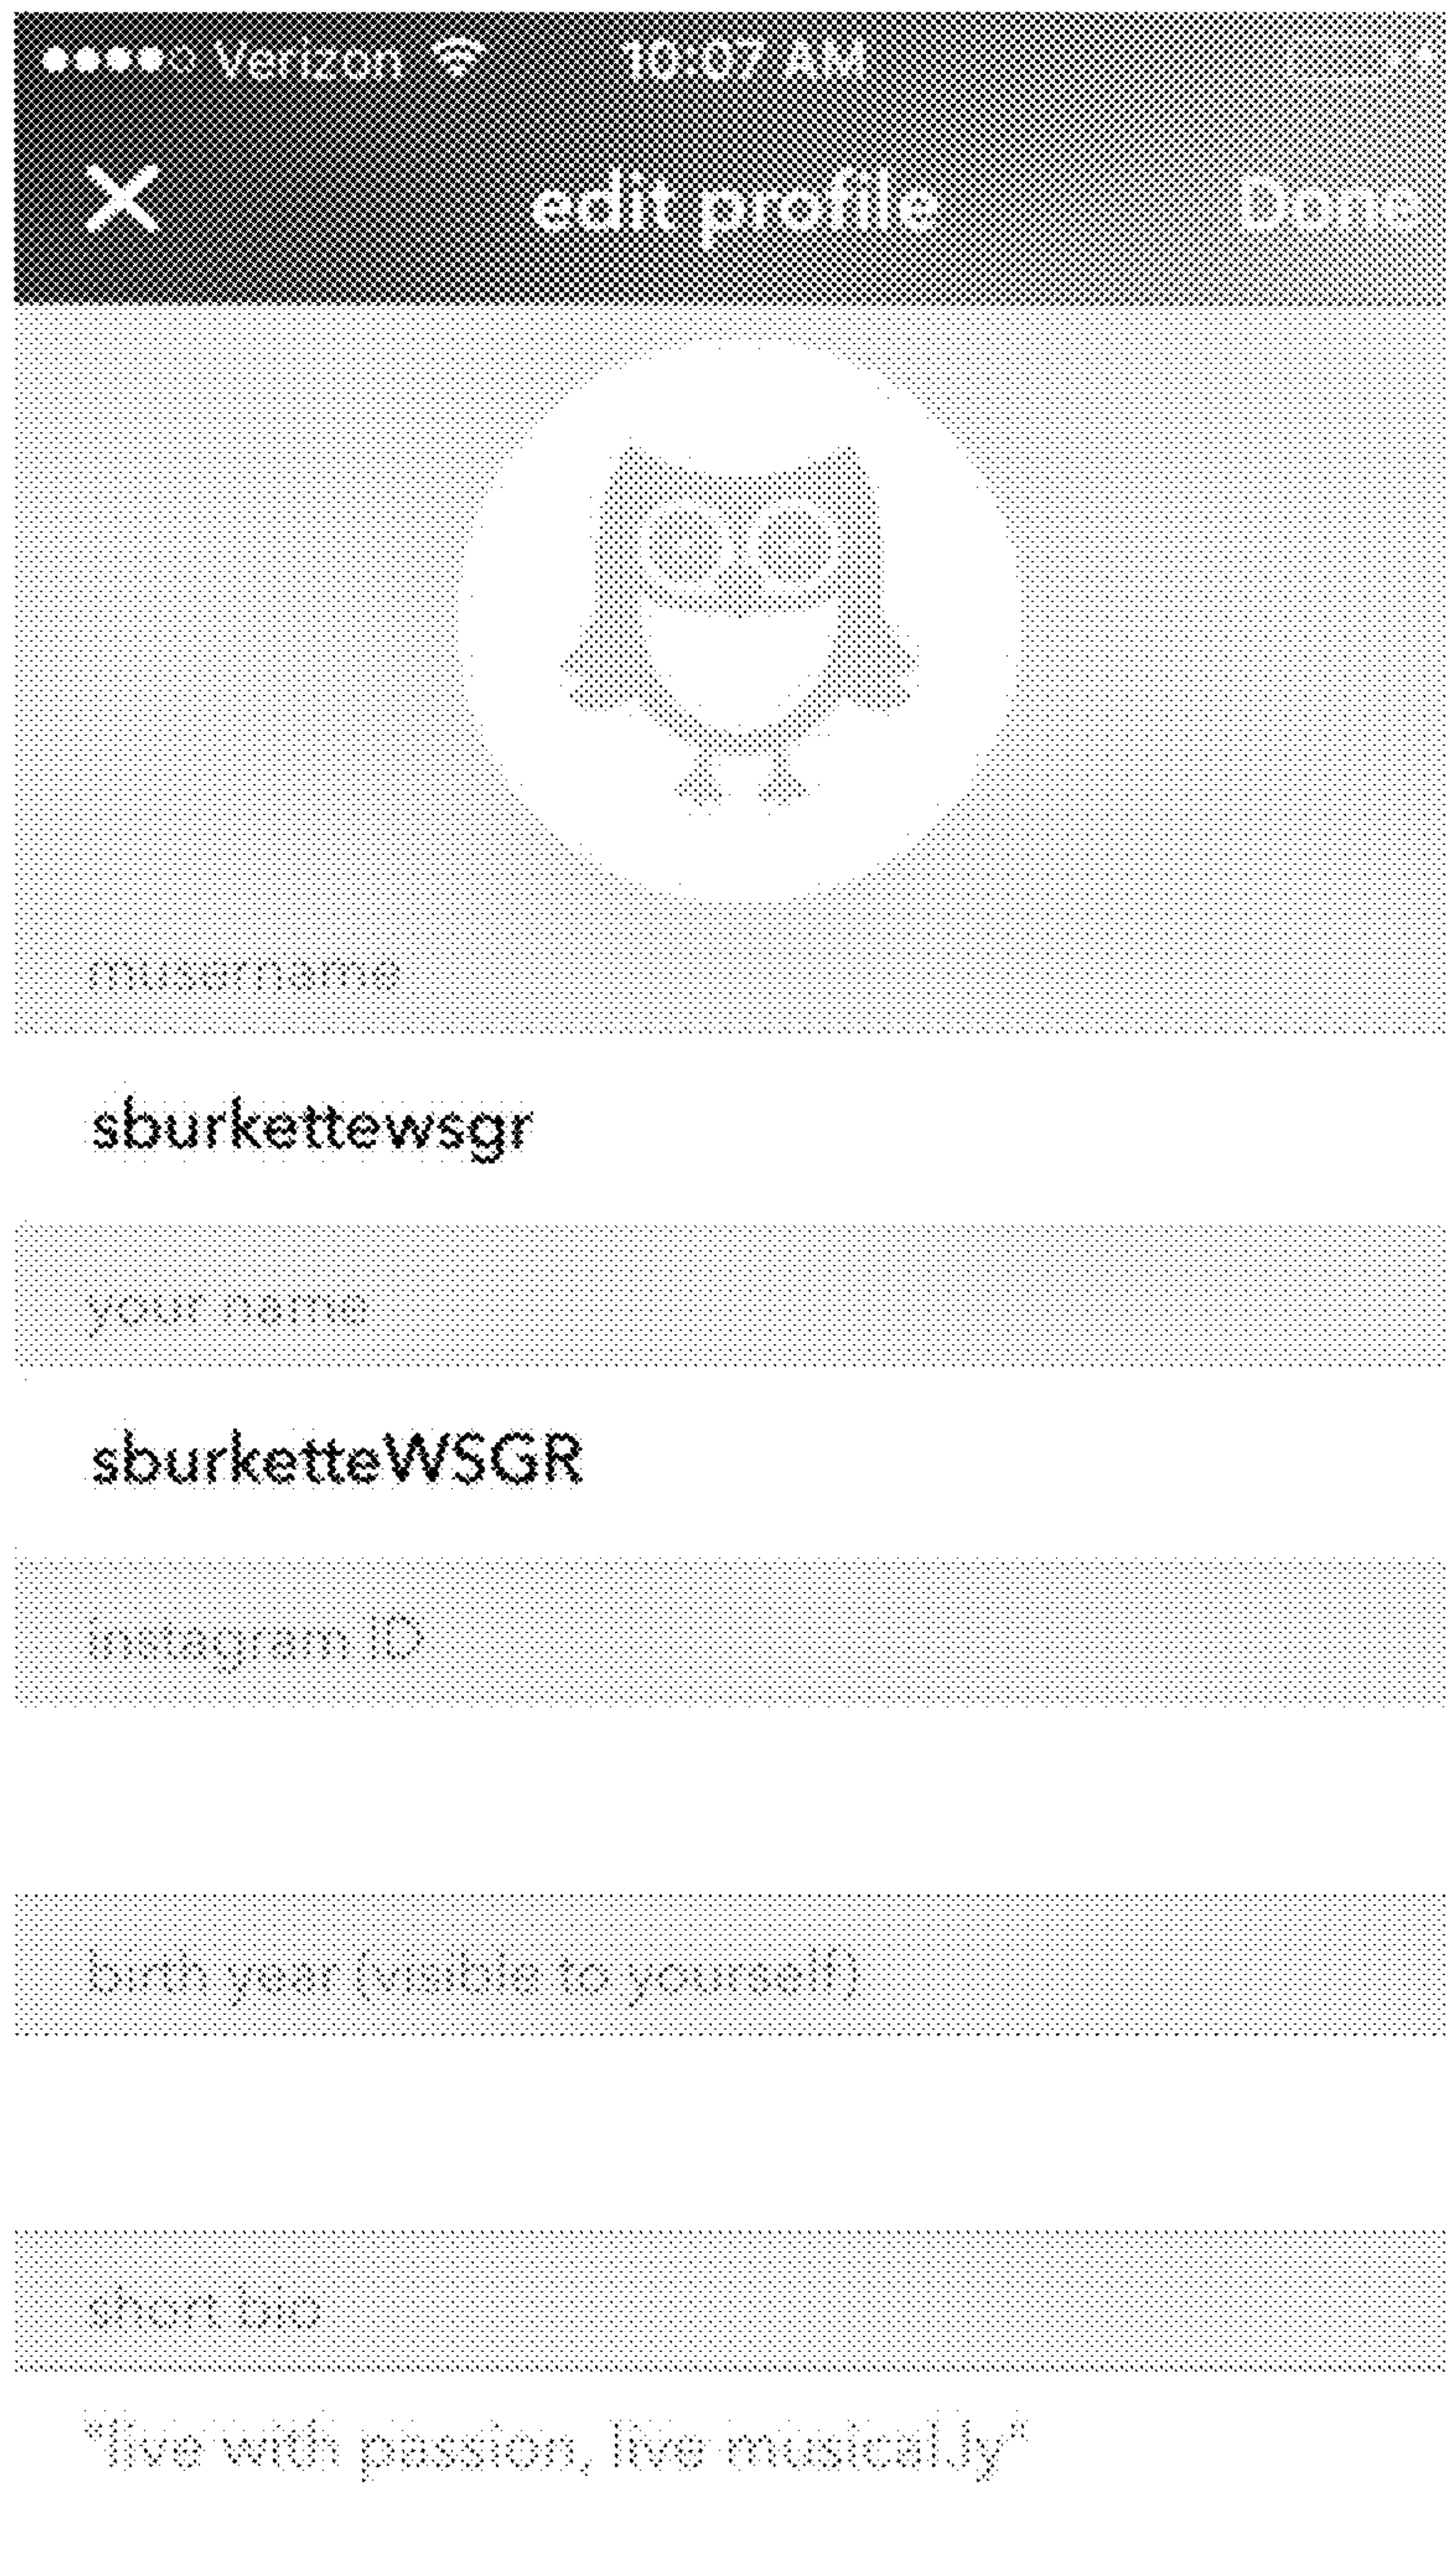 Verizon 10:07 AM
edit profile Done
musername
sburkettewsgr
your name
sburketteWSGR
instagram ID
birth year (visible to yourself)
short bio
"live with passion, live musical.ly"